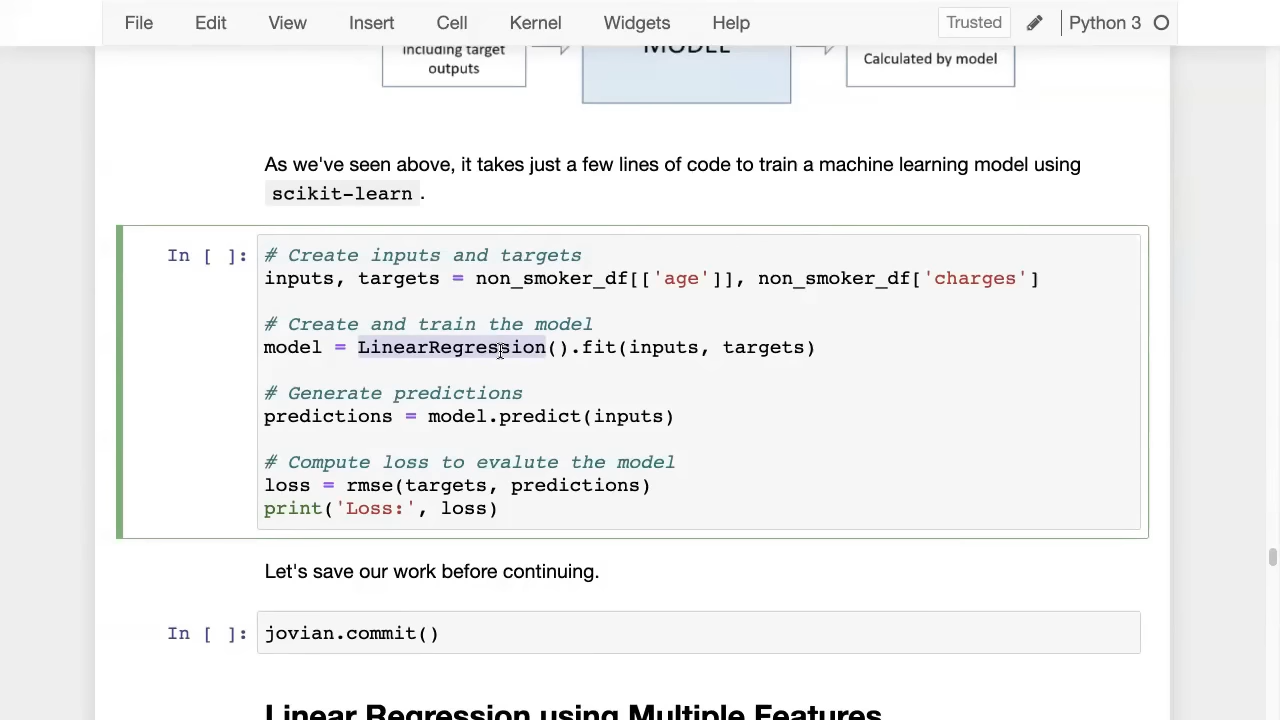 File Edit View Insert Cell Kernel Widgets Help Trusted Python 3
including target
outputs
MODEL
Calculated by model
As we've seen above, it takes just a few lines of code to train a machine learning model using
scikit-learn .
In [ ]: # Create inputs and targets
inputs, targets = non_smoker_df[['age']], non_smoker_df['charges']
# Create and train the model
model = LinearRegression().fit(inputs, targets)
# Generate predictions
predictions = model.predict(inputs)
# Compute loss to evalute the model
loss = rmse(targets, predictions)
print('Loss:', loss)
Let's save our work before continuing.
In [ ]: jovian.commit()
Linear Regression using Multiple Features